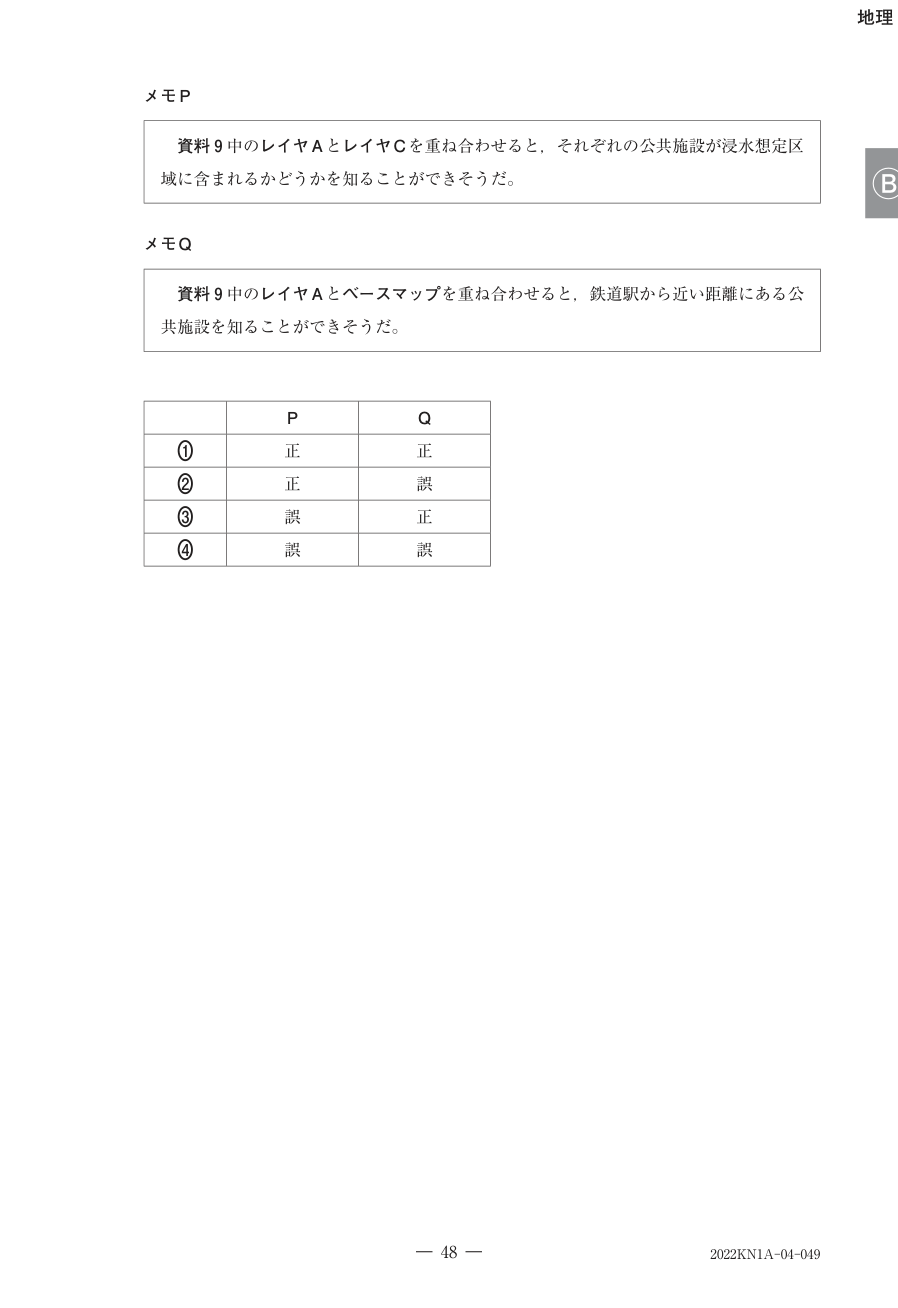 地理
メモP
資料9中のレイヤAとレイヤCを重ね合わせると，それぞれの公共施設が浸水想定区
域に含まれるかどうかを知ることができそうだ。
Ⓑ
メモQ
資料9中のレイヤAとベースマップを重ね合わせると，鉄道駅から近い距離にある公
共施設を知ることができそうだ。
P Q
① 正 正
② 正 誤
③ 誤 正
④ 誤 誤
― 48 ―
2022KN1A-04-049